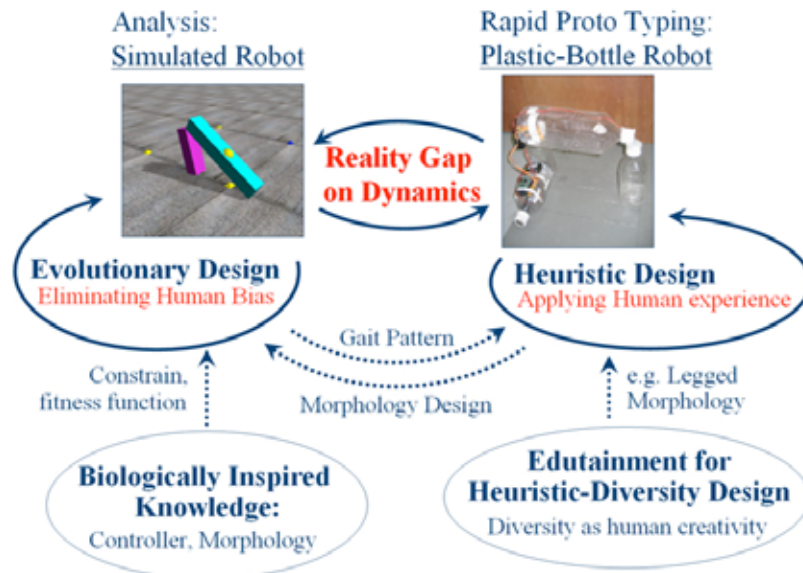 Analysis:
Simulated Robot
Rapid Proto Typing:
Plastic-Bottle Robot
Reality Gap
on Dynamics
Evolutionary Design
Eliminating Human Bias
Heuristic Design
Applying Human experience
Gait Pattern
Morphology Design
Constrain,
fitness function
e.g. Legged
Morphology
Biologically Inspired
Knowledge:
Controller, Morphology
Edutainment for
Heuristic-Diversity Design
Diversity as human creativity